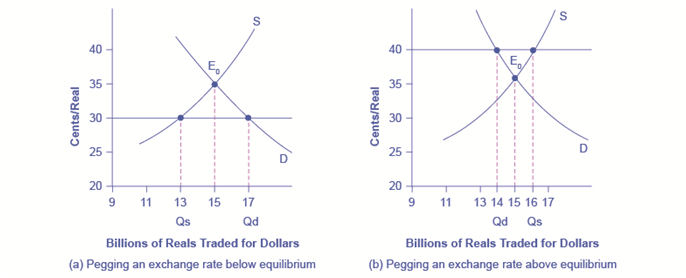 S
40
E0
35
30
25
D
20
9 11 13 15 17
Qs Qd
Cents/Real
Billions of Reals Traded for Dollars
(a) Pegging an exchange rate below equilibrium
S
40
E0
35
30
25
D
20
9 11 13 14 15 16 17
Qd Qs
Cents/Real
Billions of Reals Traded for Dollars
(b) Pegging an exchange rate above equilibrium